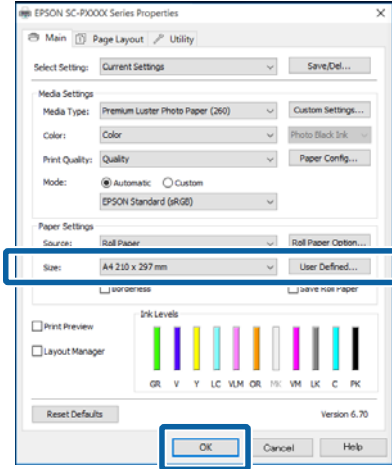 EPSON SC-PXXXX Series Properties
Main Page Layout Utility
Select Setting: Current Settings Save/Del...
Media Settings
Media Type: Premium Luster Photo Paper (260) Custom Settings...
Color: Color Photo Black Ink
Print Quality: Quality Paper Config...
Mode: Automatic Custom
EPSON Standard (sRGB)
Paper Settings
Source: Roll Paper Roll Paper Option...
Size: A4 210 x 297 mm User Defined...
Borderless Save Roll Paper
Ink Levels
Print Preview
Layout Manager
GR V Y LC VLM OR MK VM LK C PK
Reset Defaults Version 6.70
OK Cancel Help